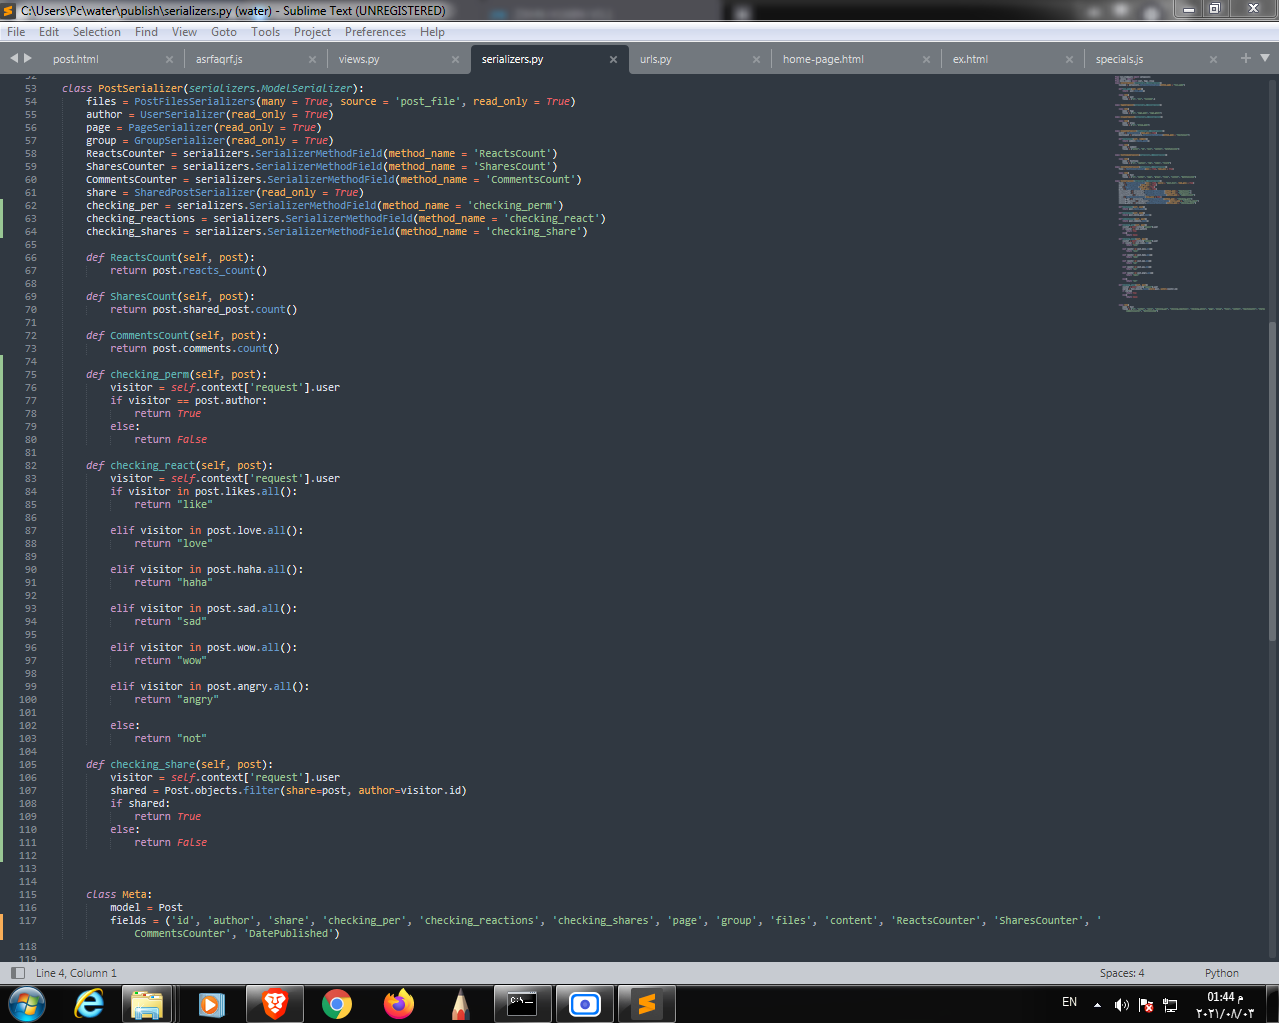 C:\Users\Pc\water\publish\serializers.py (water) - Sublime Text (UNREGISTERED)
File Edit Selection Find View Goto Tools Project Preferences Help
post.html asrfaqrf.js views.py serializers.py urls.py home-page.html ex.html specials.js
52
53 class PostSerializer(serializers.ModelSerializer):
54 files = PostFilesSerializers(many = True, source = 'post_file', read_only = True)
55 author = UserSerializer(read_only = True)
56 page = PageSerializer(read_only = True)
57 group = GroupSerializer(read_only = True)
58 ReactsCounter = serializers.SerializerMethodField(method_name = 'ReactsCount')
59 SharesCounter = serializers.SerializerMethodField(method_name = 'SharesCount')
60 CommentsCounter = serializers.SerializerMethodField(method_name = 'CommentsCount')
61 share = SharedPostSerializer(read_only = True)
62 checking_per = serializers.SerializerMethodField(method_name = 'checking_perm')
63 checking_reactions = serializers.SerializerMethodField(method_name = 'checking_react')
64 checking_shares = serializers.SerializerMethodField(method_name = 'checking_share')
65
66 def ReactsCount(self, post):
67 return post.reacts_count()
68
69 def SharesCount(self, post):
70 return post.shared_post.count()
71
72 def CommentsCount(self, post):
73 return post.comments.count()
74
75 def checking_perm(self, post):
76 visitor = self.context['request'].user
77 if visitor == post.author:
78 return True
79 else:
80 return False
81
82 def checking_react(self, post):
83 visitor = self.context['request'].user
84 if visitor in post.likes.all():
85 return "like"
86
87 elif visitor in post.love.all():
88 return "love"
89
90 elif visitor in post.haha.all():
91 return "haha"
92
93 elif visitor in post.sad.all():
94 return "sad"
95
96 elif visitor in post.wow.all():
97 return "wow"
98
99 elif visitor in post.angry.all():
100 return "angry"
101
102 else:
103 return "not"
104
105 def checking_share(self, post):
106 visitor = self.context['request'].user
107 shared = Post.objects.filter(share=post, author=visitor.id)
108 if shared:
109 return True
110 else:
111 return False
112
113
114
115 class Meta:
116 model = Post
117 fields = ('id', 'author', 'share', 'checking_per', 'checking_reactions', 'checking_shares', 'page', 'group', 'files', 'content', 'ReactsCounter', 'SharesCounter', '
CommentsCounter', 'DatePublished')
118
119
Line 4, Column 1 Spaces: 4 Python
EN 01:44 م
٢٠٢١/٠٨/٠٣